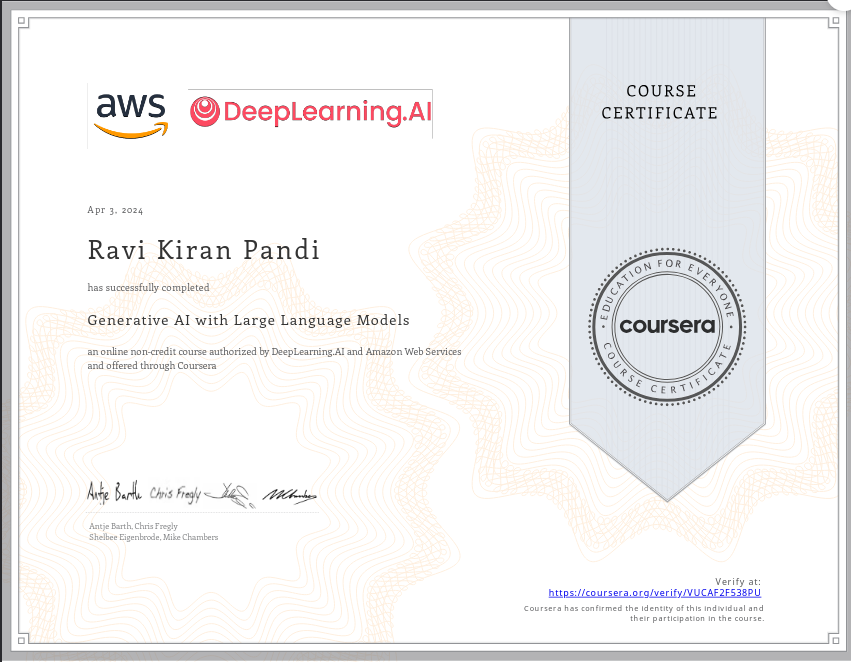 aws DeepLearning.AI
COURSE
CERTIFICATE
Apr 3, 2024
Ravi Kiran Pandi
has successfully completed
Generative AI with Large Language Models
an online non-credit course authorized by DeepLearning.AI and Amazon Web Services
and offered through Coursera
EDUCATION FOR EVERYONE
coursera
COURSE CERTIFICATE
Antje Barth Chris Fregly
Antje Barth, Chris Fregly
Shelbee Eigenbrode, Mike Chambers
Verify at:
https://coursera.org/verify/VUCAF2F538PU
Coursera has confirmed the identity of this individual and
their participation in the course.